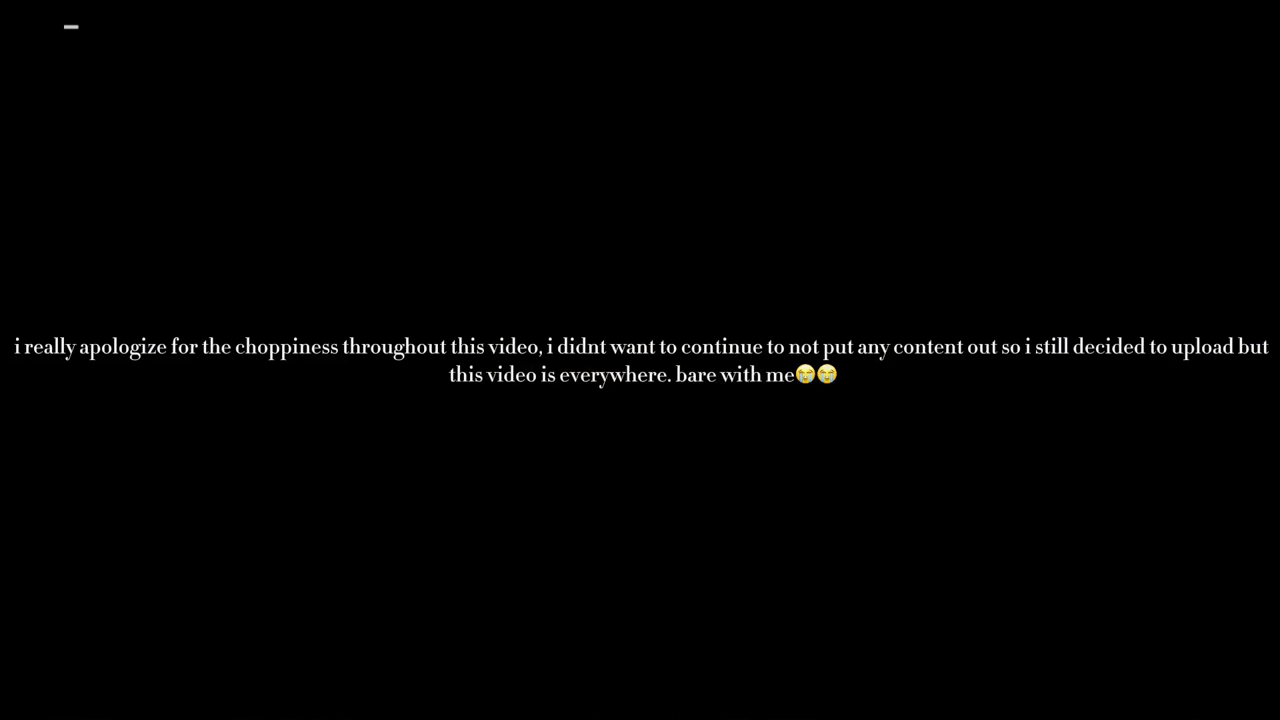 i really apologize for the choppiness throughout this video, i didnt want to continue to not put any content out so i still decided to upload but
this video is everywhere. bare with me😭😭